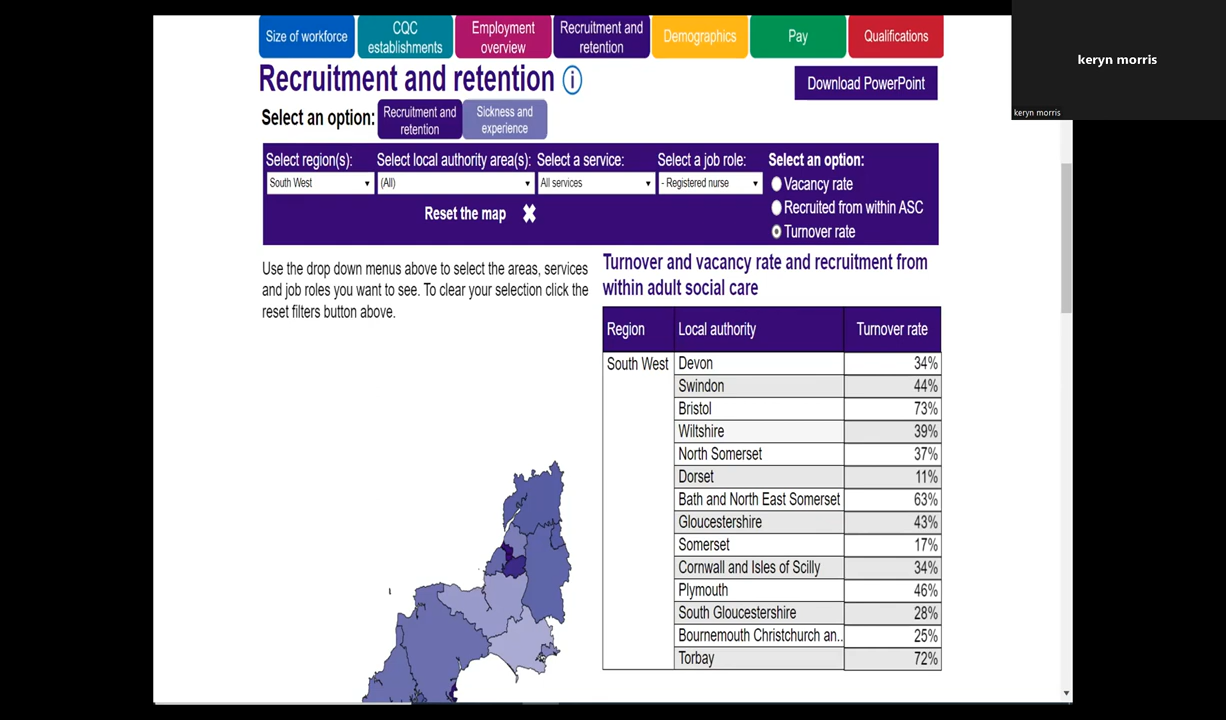 Size of workforce
CQC
establishments
Employment
overview
Recruitment and
retention
Demographics
Pay
Qualifications
keryn morris
keryn morris
Recruitment and retention i
Download PowerPoint
Select an option:
Recruitment and
retention
Sickness and
experience
Select region(s):
South West
Select local authority area(s):
(All)
Select a service:
All services
Select a job role:
- Registered nurse
Select an option:
Vacancy rate
Recruited from within ASC
Turnover rate
Reset the map
Use the drop down menus above to select the areas, services
and job roles you want to see. To clear your selection click the
reset filters button above.
Turnover and vacancy rate and recruitment from
within adult social care
Region Local authority Turnover rate
South West Devon 34%
Swindon 44%
Bristol 73%
Wiltshire 39%
North Somerset 37%
Dorset 11%
Bath and North East Somerset 63%
Gloucestershire 43%
Somerset 17%
Cornwall and Isles of Scilly 34%
Plymouth 46%
South Gloucestershire 28%
Bournemouth Christchurch an.. 25%
Torbay 72%